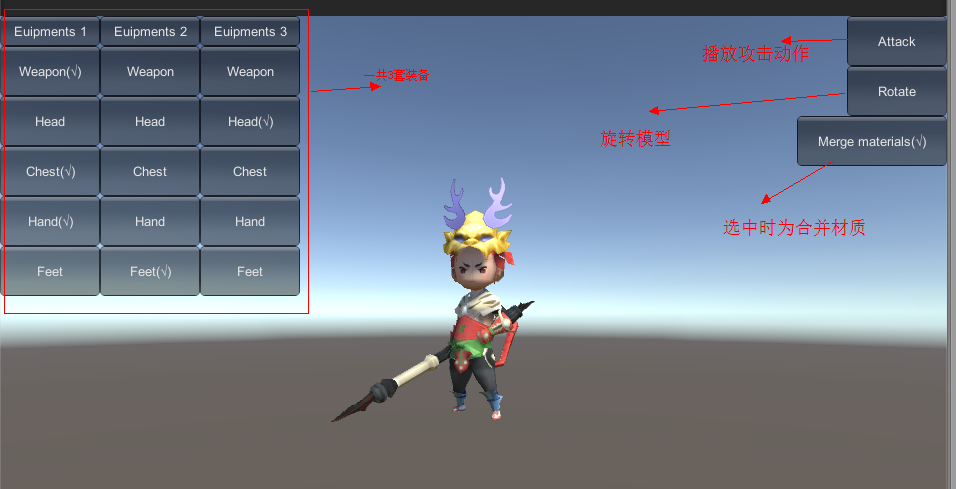 Euipments 1 Euipments 2 Euipments 3
Weapon(√) Weapon Weapon
Head Head Head(√)
Chest(√) Chest Chest
Hand(√) Hand Hand
Feet Feet(√) Feet
一共3套装备
Attack
播放攻击动作
Rotate
旋转模型
Merge materials(√)
选中时为合并材质